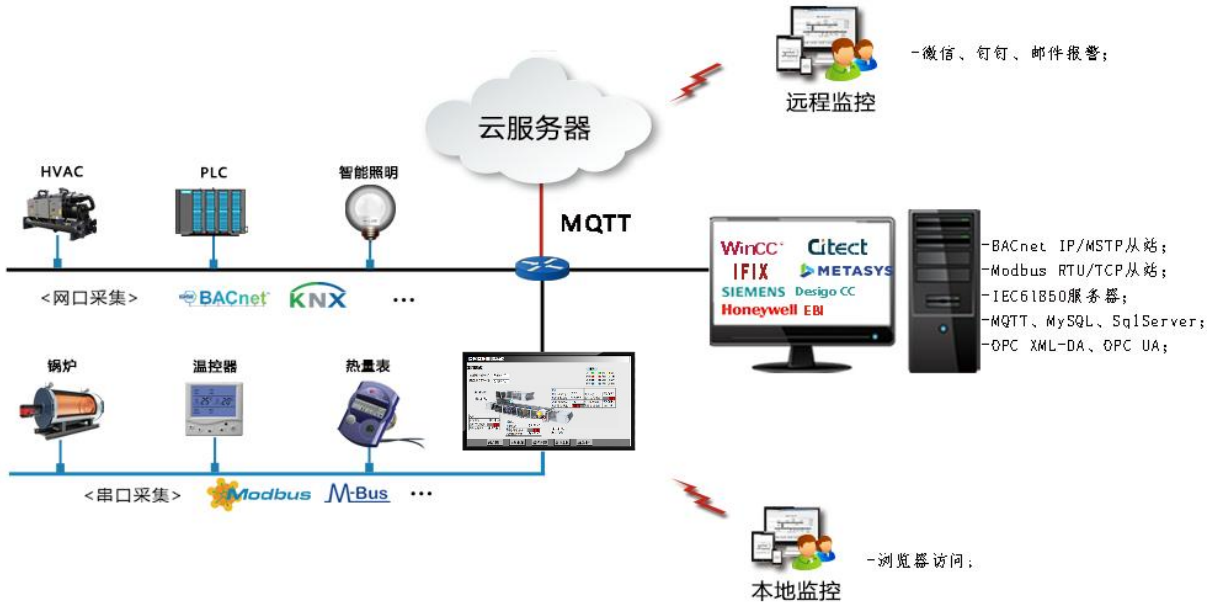 -微信、钉钉、邮件报警;
远程监控
云服务器
HVAC
PLC
智能照明
MQTT
<网口采集>
BACnet
KNX
...
WinCC
Citect
IFIX
METASYS
SIEMENS Desigo CC
Honeywell EBI
-BACnet IP/MSTP从站;
-Modbus RTU/TCP从站;
-IEC61850服务器;
-MQTT、MySQL、SqlServer;
-OPC XML-DA、OPC UA;
锅炉
温控器
热量表
<串口采集>
Modbus
M-Bus
...
-浏览器访问;
本地监控